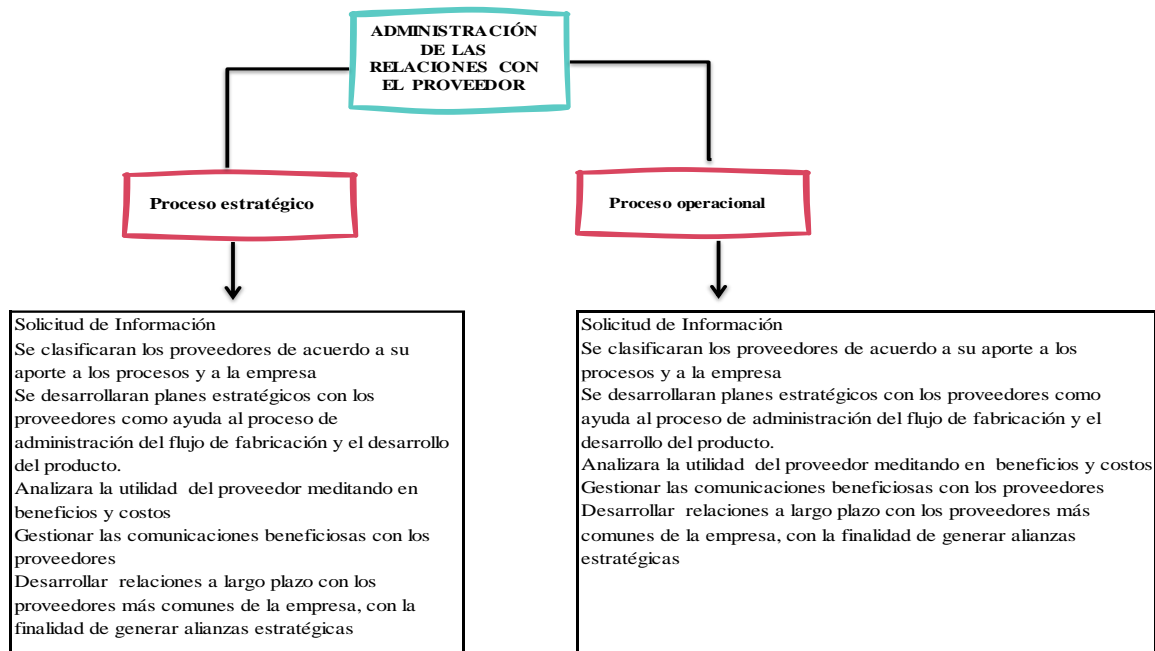 ADMINISTRACIÓN
DE LAS
RELACIONES CON
EL PROVEEDOR
Proceso estratégico
Proceso operacional
Solicitud de Información
Se clasificaran los proveedores de acuerdo a su
aporte a los procesos y a la empresa
Se desarrollaran planes estratégicos con los
proveedores como ayuda al proceso de
administración del flujo de fabricación y el desarrollo
del producto.
Analizara la utilidad del proveedor meditando en
beneficios y costos
Gestionar las comunicaciones beneficiosas con los
proveedores
Desarrollar relaciones a largo plazo con los
proveedores más comunes de la empresa, con la
finalidad de generar alianzas estratégicas
Solicitud de Información
Se clasificaran los proveedores de acuerdo a su aporte a los
procesos y a la empresa
Se desarrollaran planes estratégicos con los proveedores como
ayuda al proceso de administración del flujo de fabricación y el
desarrollo del producto.
Analizara la utilidad del proveedor meditando en beneficios y costos
Gestionar las comunicaciones beneficiosas con los proveedores
Desarrollar relaciones a largo plazo con los proveedores más
comunes de la empresa, con la finalidad de generar alianzas
estratégicas